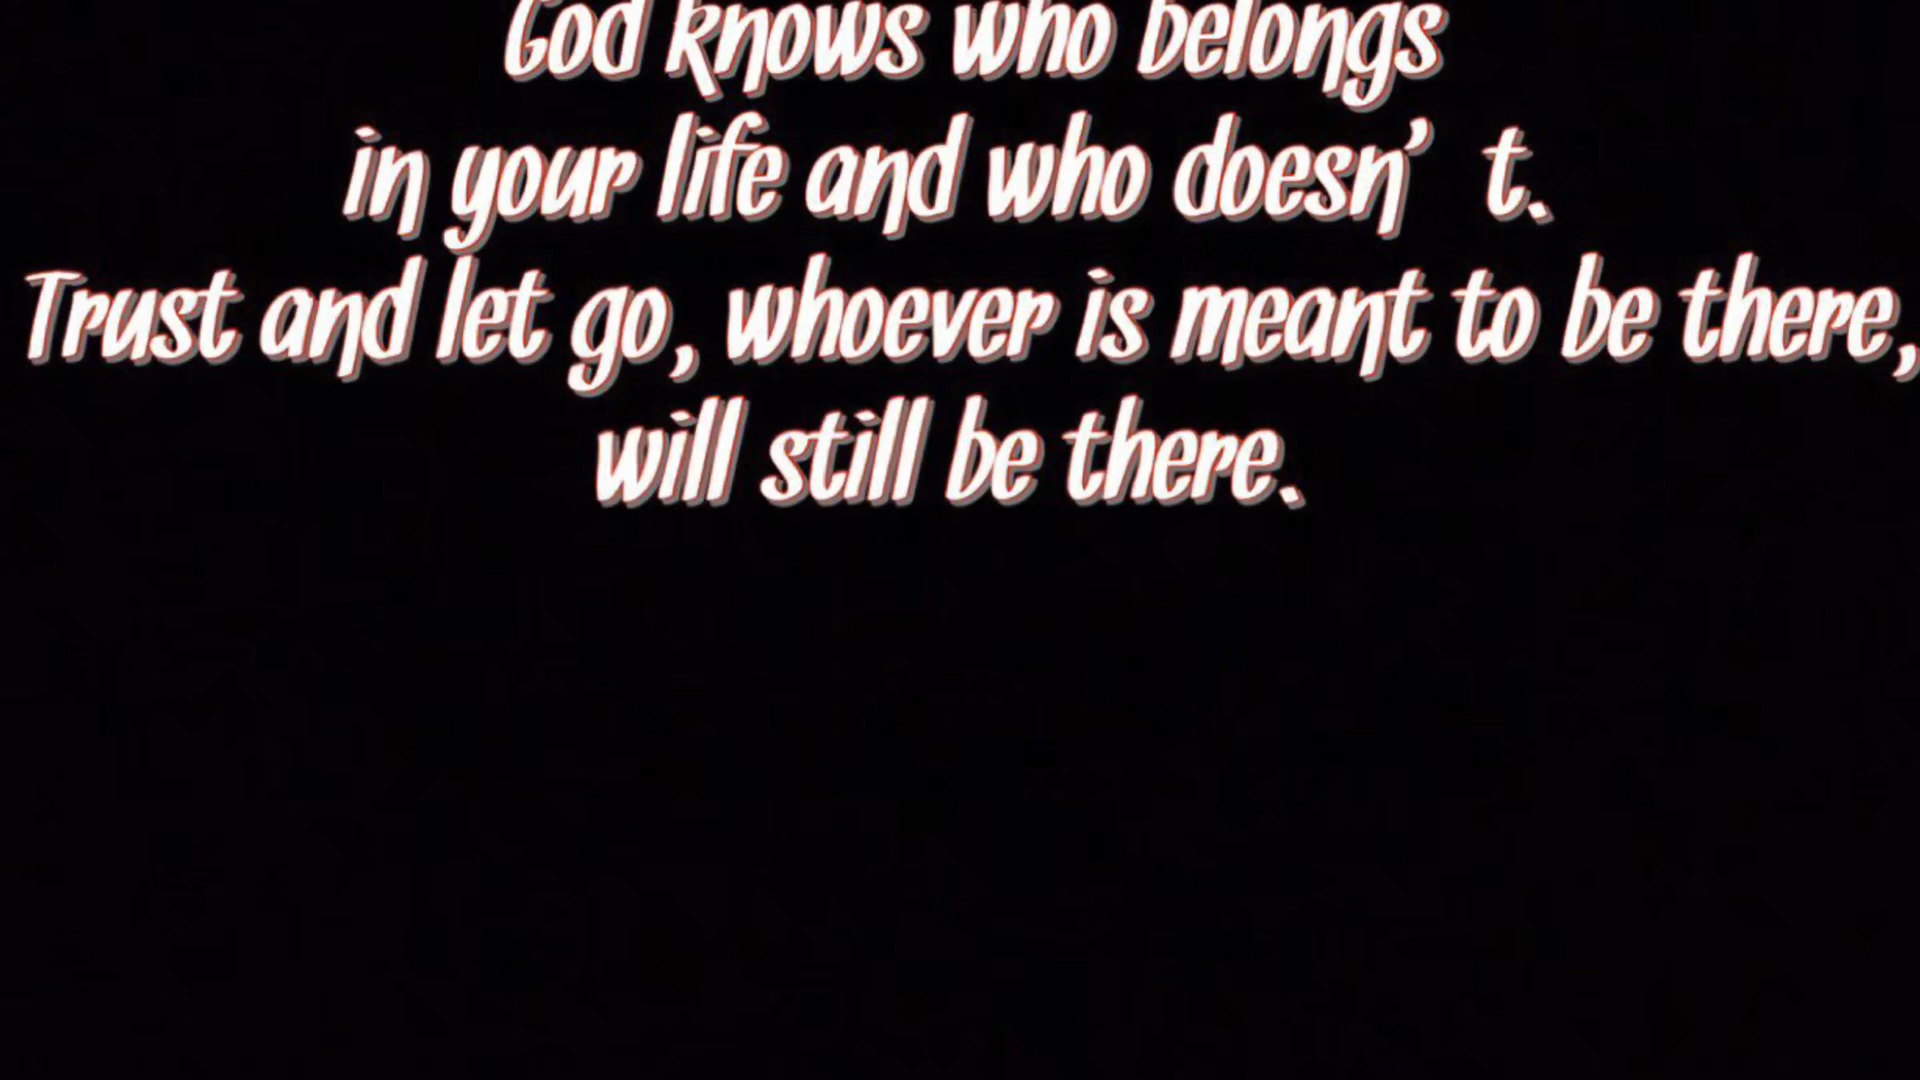 God knows who belongs
in your life and who doesn’ t.
Trust and let go, whoever is meant to be there,
will still be there.